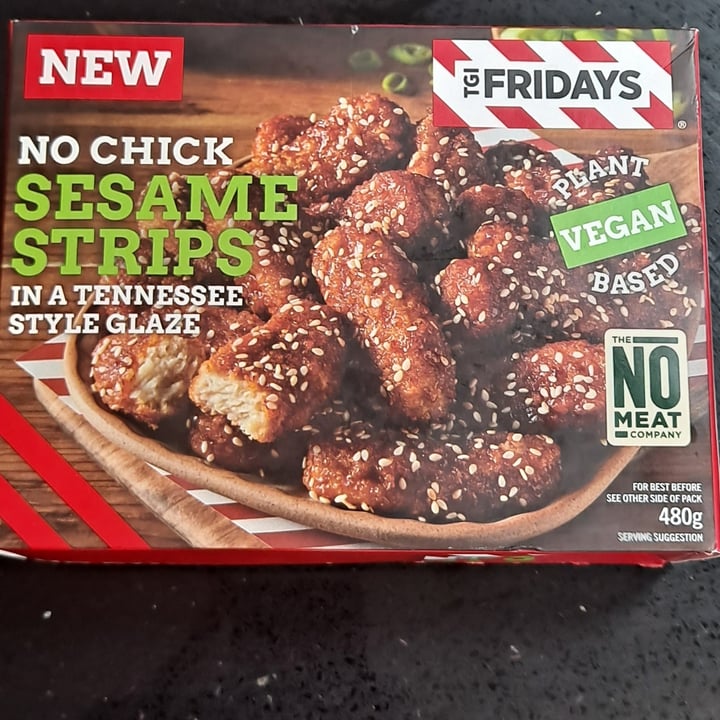 NEW
TGI FRIDAYS
®
NO CHICK
SESAME
STRIPS
IN A TENNESSEE
STYLE GLAZE
PLANT
VEGAN
BASED
THE
NO
MEAT
COMPANY
FOR BEST BEFORE
SEE OTHER SIDE OF PACK
480g
SERVING SUGGESTION